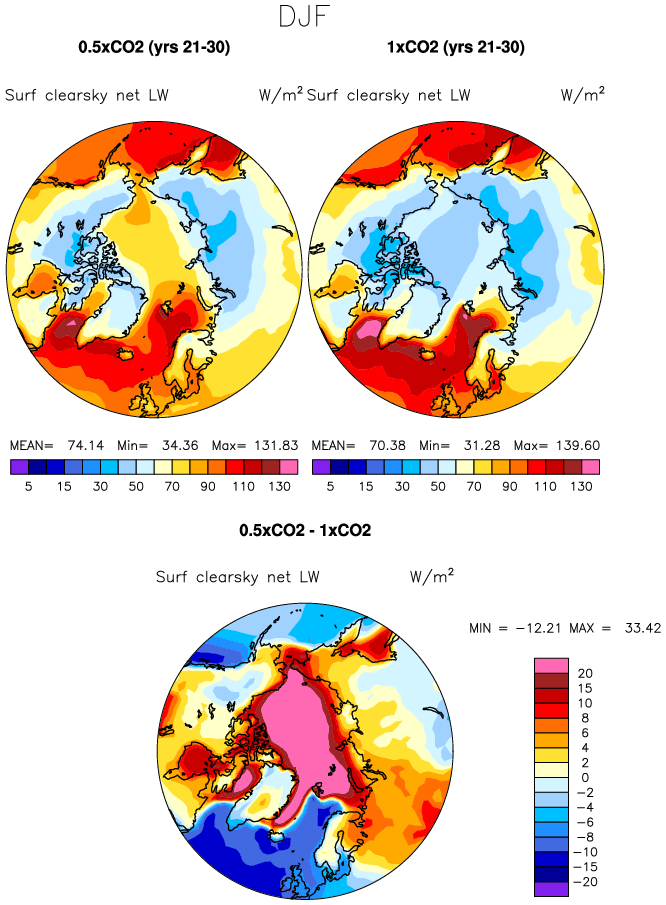 DJF
0.5xCO2 (yrs 21-30) 1xCO2 (yrs 21-30)
Surf clearsky net LW W/m² Surf clearsky net LW W/m²
MEAN= 74.14 Min= 34.36 Max= 131.83 MEAN= 70.38 Min= 31.28 Max= 139.60
5 15 30 50 70 90 110 130 5 15 30 50 70 90 110 130
0.5xCO2 - 1xCO2
Surf clearsky net LW W/m²
MIN = −12.21 MAX = 33.42
20
15
10
8
6
4
2
0
−2
−4
−6
−8
−10
−15
−20